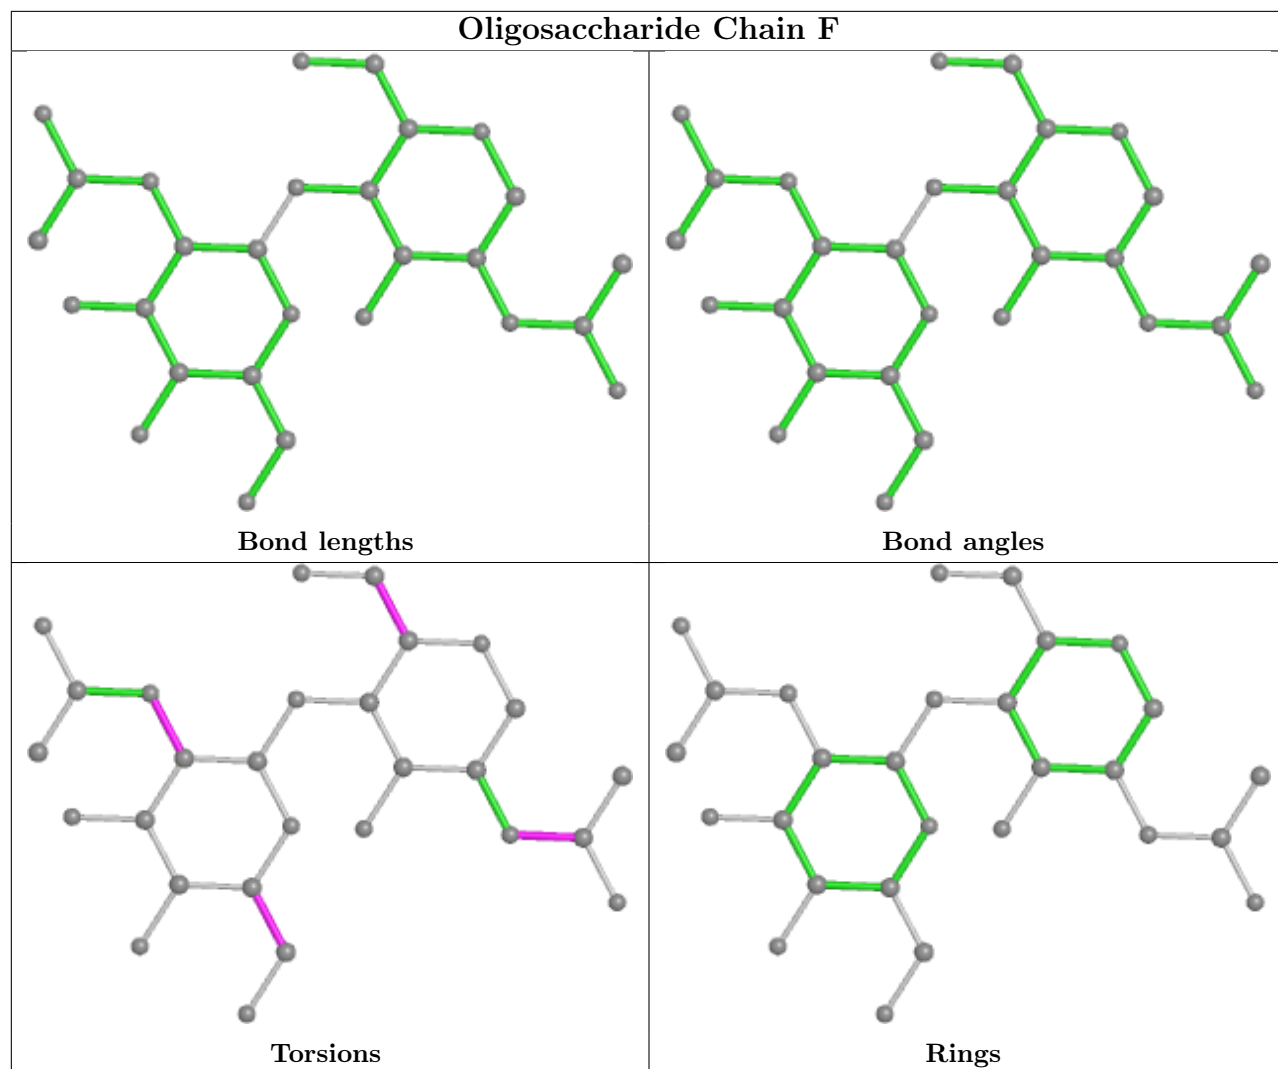 Oligosaccharide Chain F
Bond lengths
Bond angles
Torsions
Rings